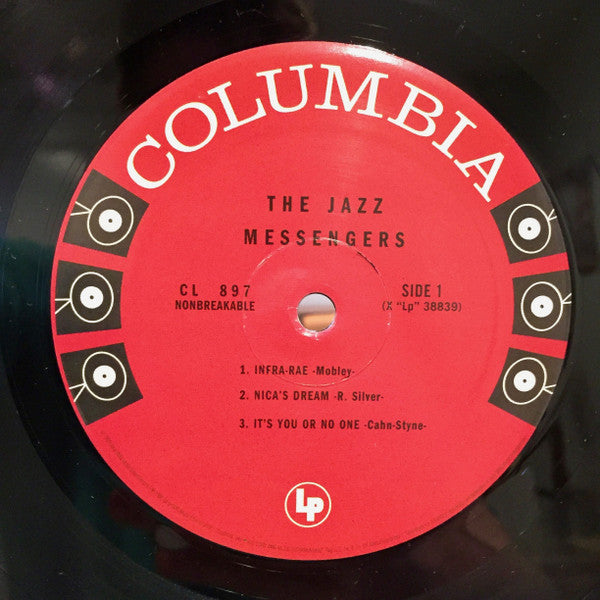 COLUMBIA
THE JAZZ
MESSENGERS
CL 897
NONBREAKABLE
SIDE 1
(X "Lp" 38839)
1. INFRA-RAE -Mobley-
2. NICA'S DREAM -R. Silver-
3. IT'S YOU OR NO ONE -Cahn-Styne-
LP